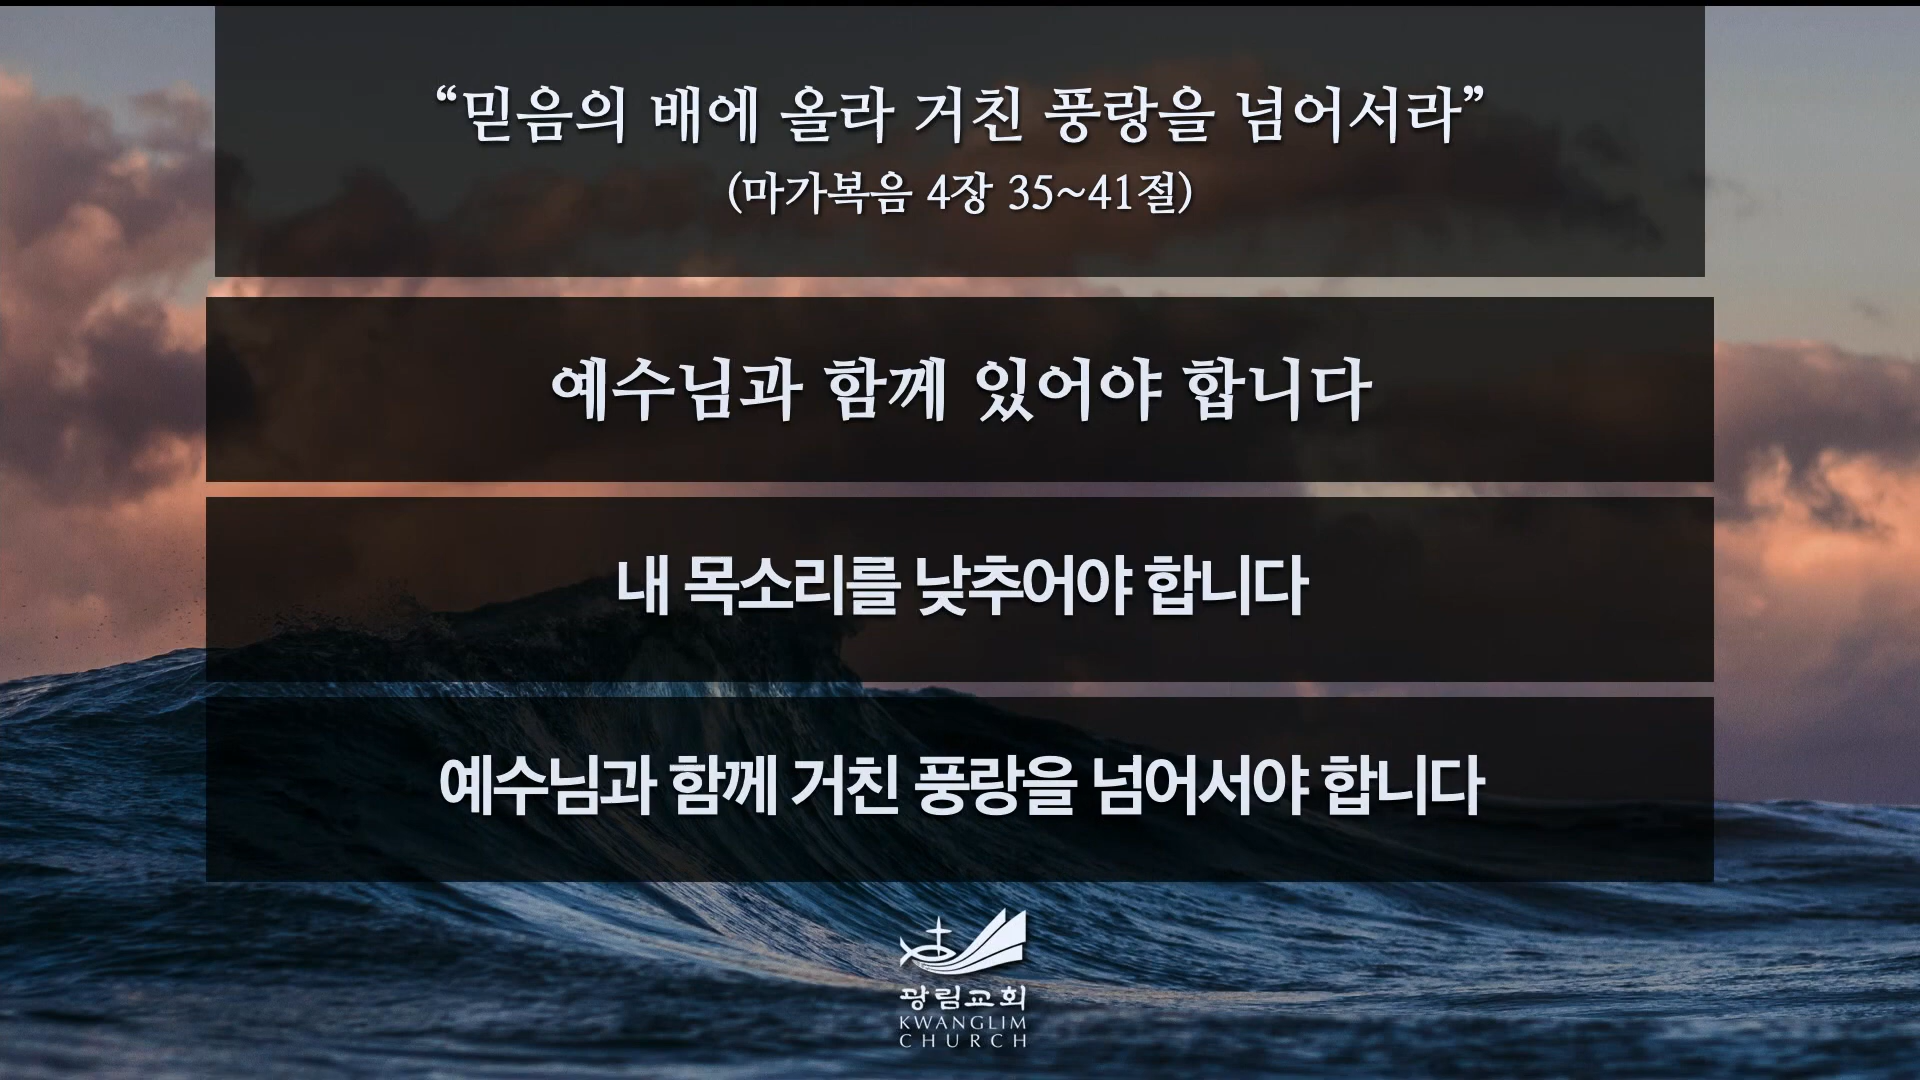 “믿음의 배에 올라 거친 풍랑을 넘어서라”
(마가복음 4장 35~41절)
예수님과 함께 있어야 합니다
내 목소리를 낮추어야 합니다
예수님과 함께 거친 풍랑을 넘어서야 합니다
광림교회
KWANGLIM
CHURCH